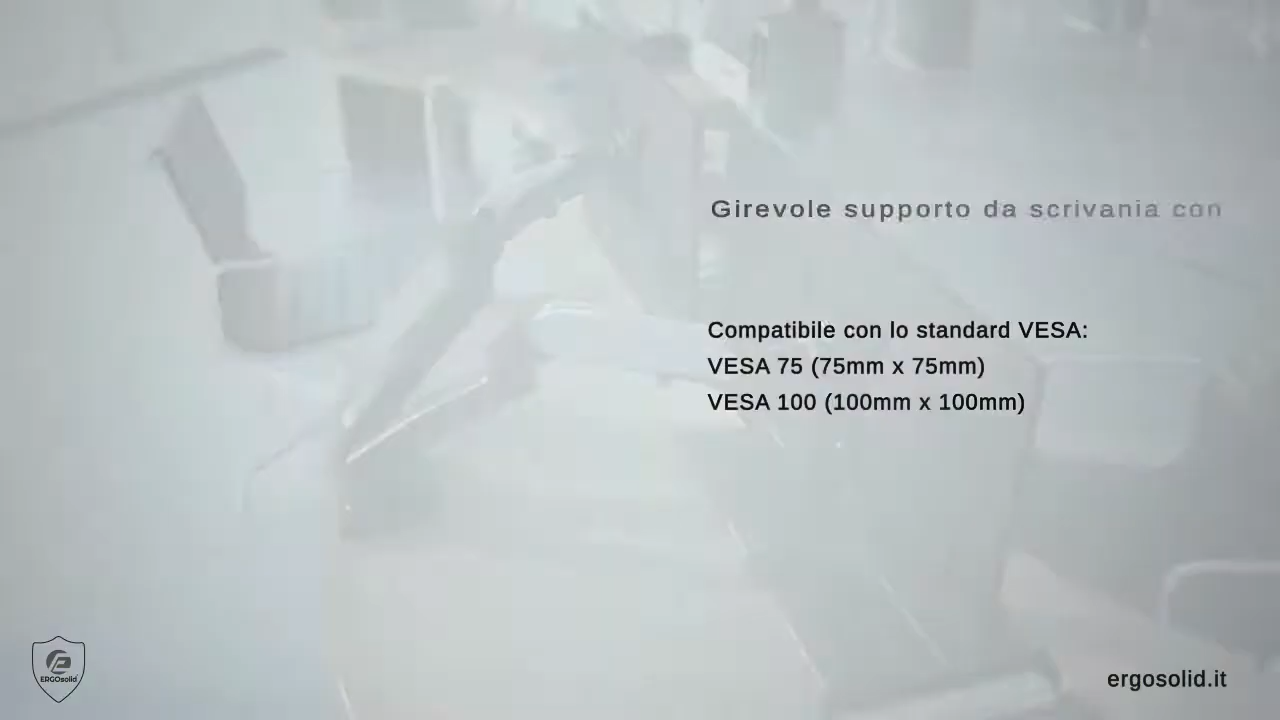 Girevole supporto da scrivania con
Compatibile con lo standard VESA:
VESA 75 (75mm x 75mm)
VESA 100 (100mm x 100mm)
ERGOsolid
ergosolid.it